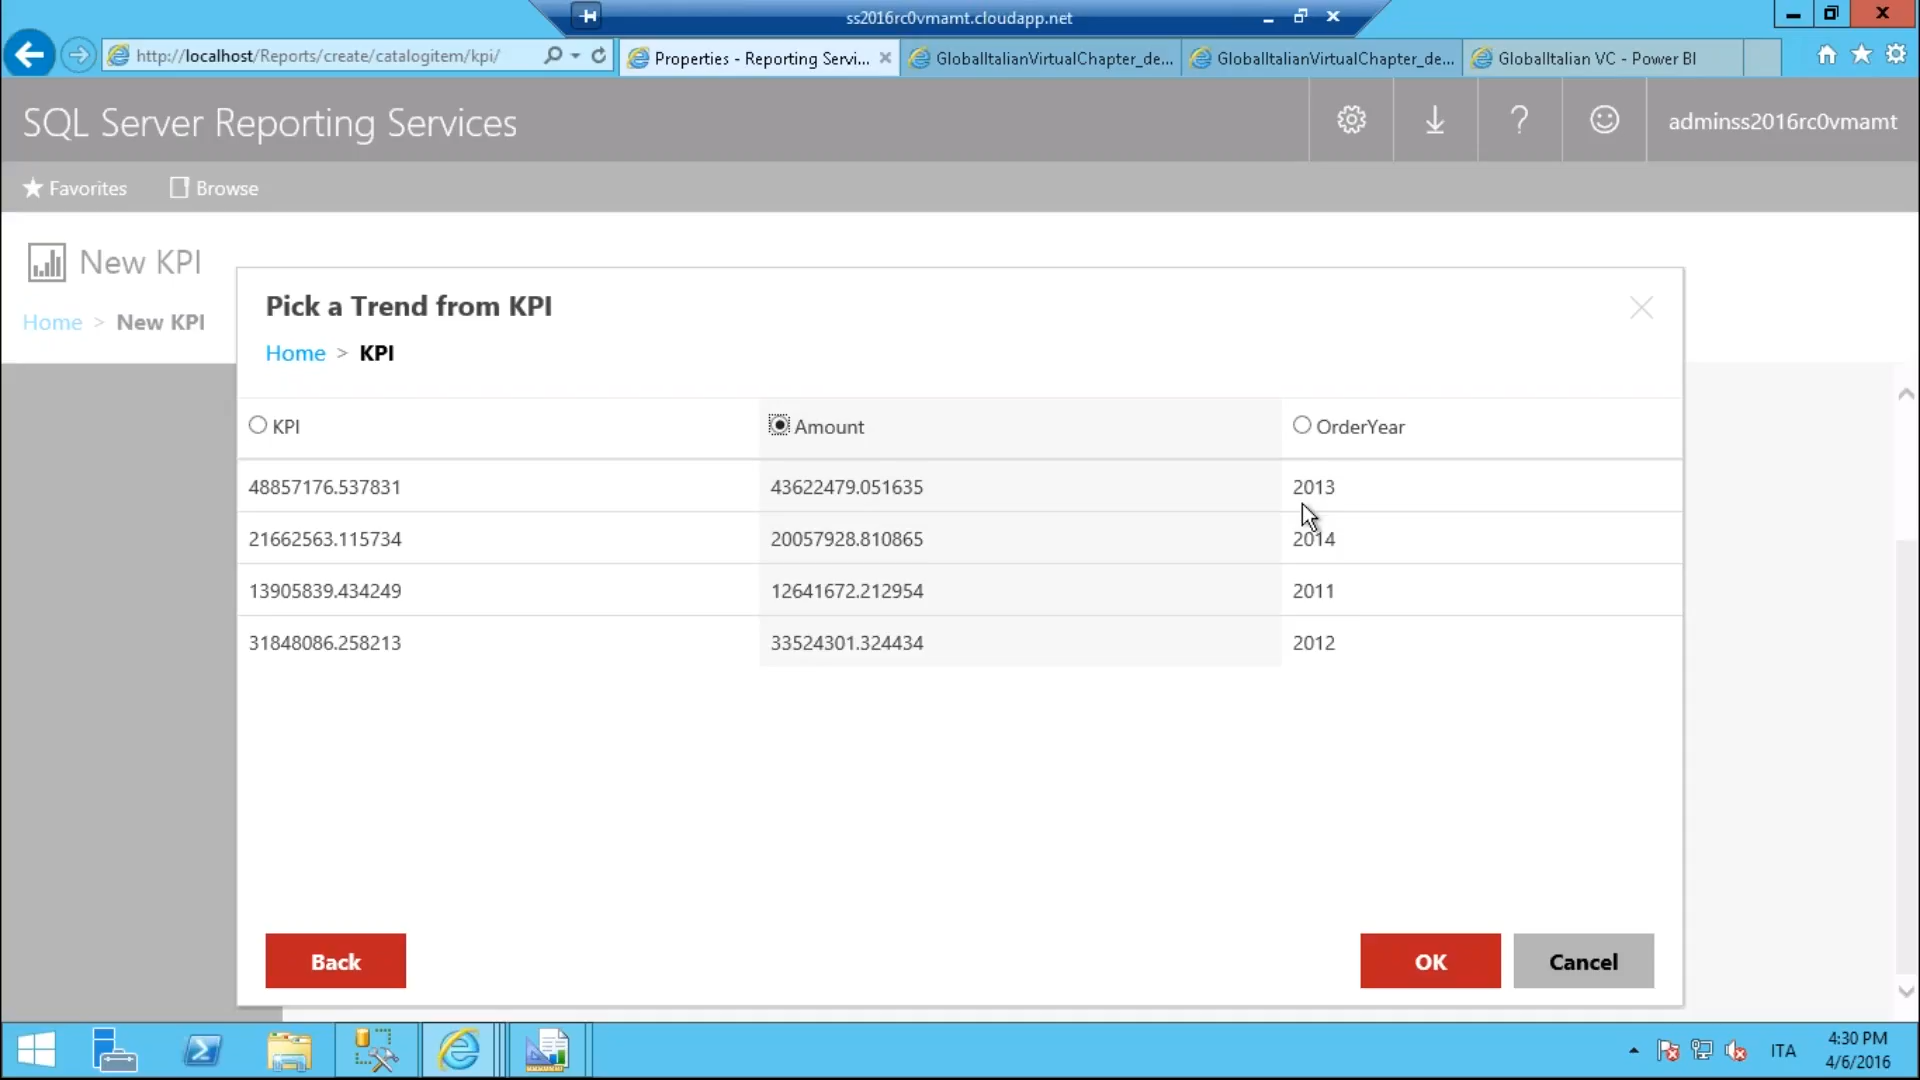 ss2016rc0vmamt.cloudapp.net
http://localhost/Reports/create/catalogitem/kpi/
Properties - Reporting Servi...
GlobalItalianVirtualChapter_de...
GlobalItalianVirtualChapter_de...
GlobalItalian VC - Power BI
SQL Server Reporting Services
?
adminss2016rc0vmamt
Favorites
Browse
New KPI
Home > New KPI
Pick a Trend from KPI
Home > KPI
KPI Amount OrderYear
48857176.537831 43622479.051635 2013
21662563.115734 20057928.810865 2014
13905839.434249 12641672.212954 2011
31848086.258213 33524301.324434 2012
Back
OK
Cancel
ITA
4:30 PM
4/6/2016